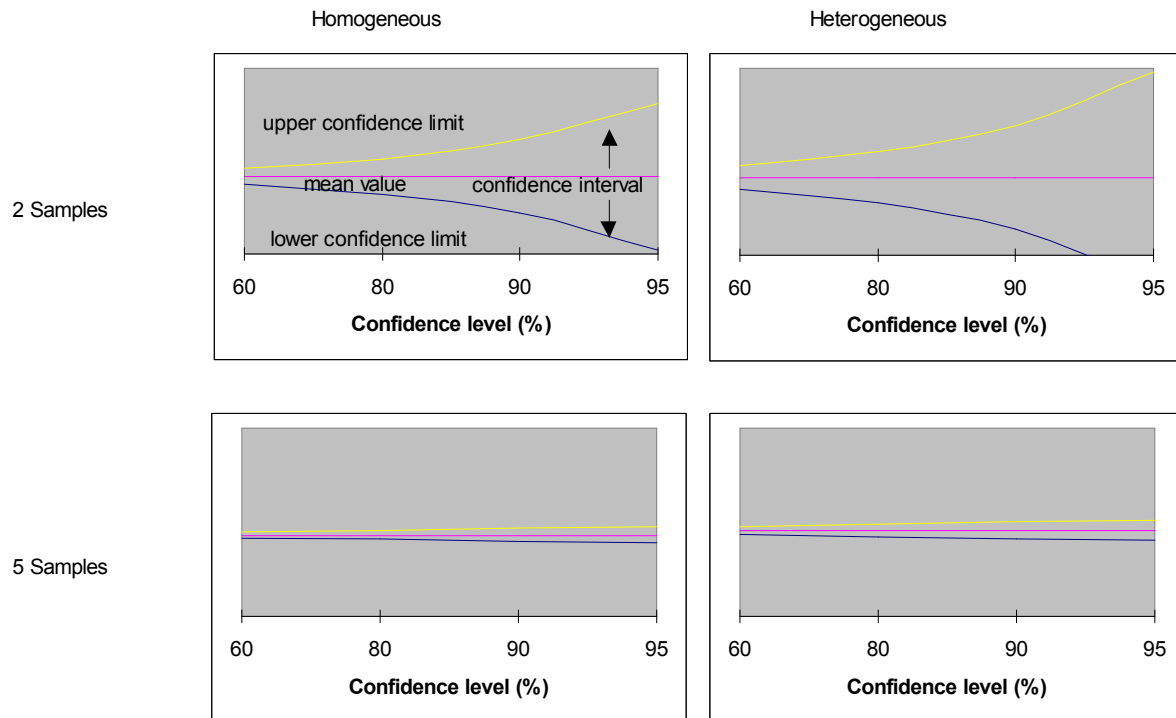 Homogeneous Heterogeneous
2 Samples
upper confidence limit
mean value confidence interval
lower confidence limit
60 80 90 95
Confidence level (%)
60 80 90 95
Confidence level (%)
5 Samples
60 80 90 95
Confidence level (%)
60 80 90 95
Confidence level (%)